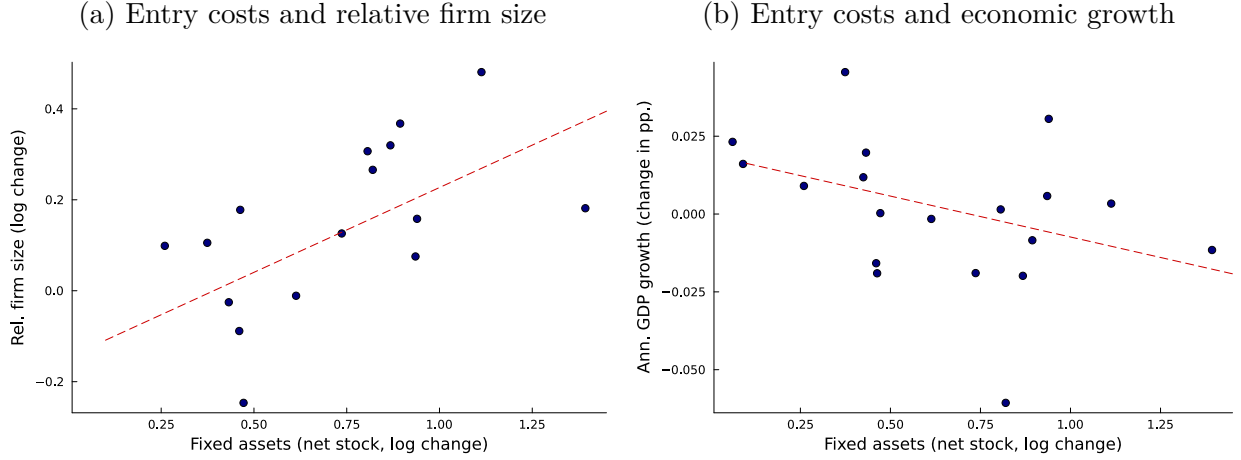 (a) Entry costs and relative firm size
Rel. firm size (log change)
0.4
0.2
0.0
−0.2
0.25 0.50 0.75 1.00 1.25
Fixed assets (net stock, log change)
(b) Entry costs and economic growth
Ann. GDP growth (change in pp.)
0.025
0.000
−0.025
−0.050
0.25 0.50 0.75 1.00 1.25
Fixed assets (net stock, log change)